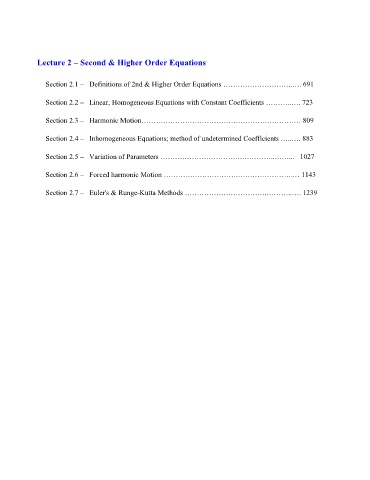 Lecture 2 – Second & Higher Order Equations
Section 2.1 – Definitions of 2nd & Higher Order Equations ……………………….…… 691
Section 2.2 – Linear, Homogeneous Equations with Constant Coefficients ……….…… 723
Section 2.3 – Harmonic Motion…………………………………………………………… 809
Section 2.4 – Inhomogeneous Equations; method of undetermined Coefficients …….… 883
Section 2.5 – Variation of Parameters ………………………………………….……… 1027
Section 2.6 – Forced harmonic Motion …………………………………………….…… 1143
Section 2.7 – Euler's & Runge-Kutta Methods ……………………………………….…… 1239